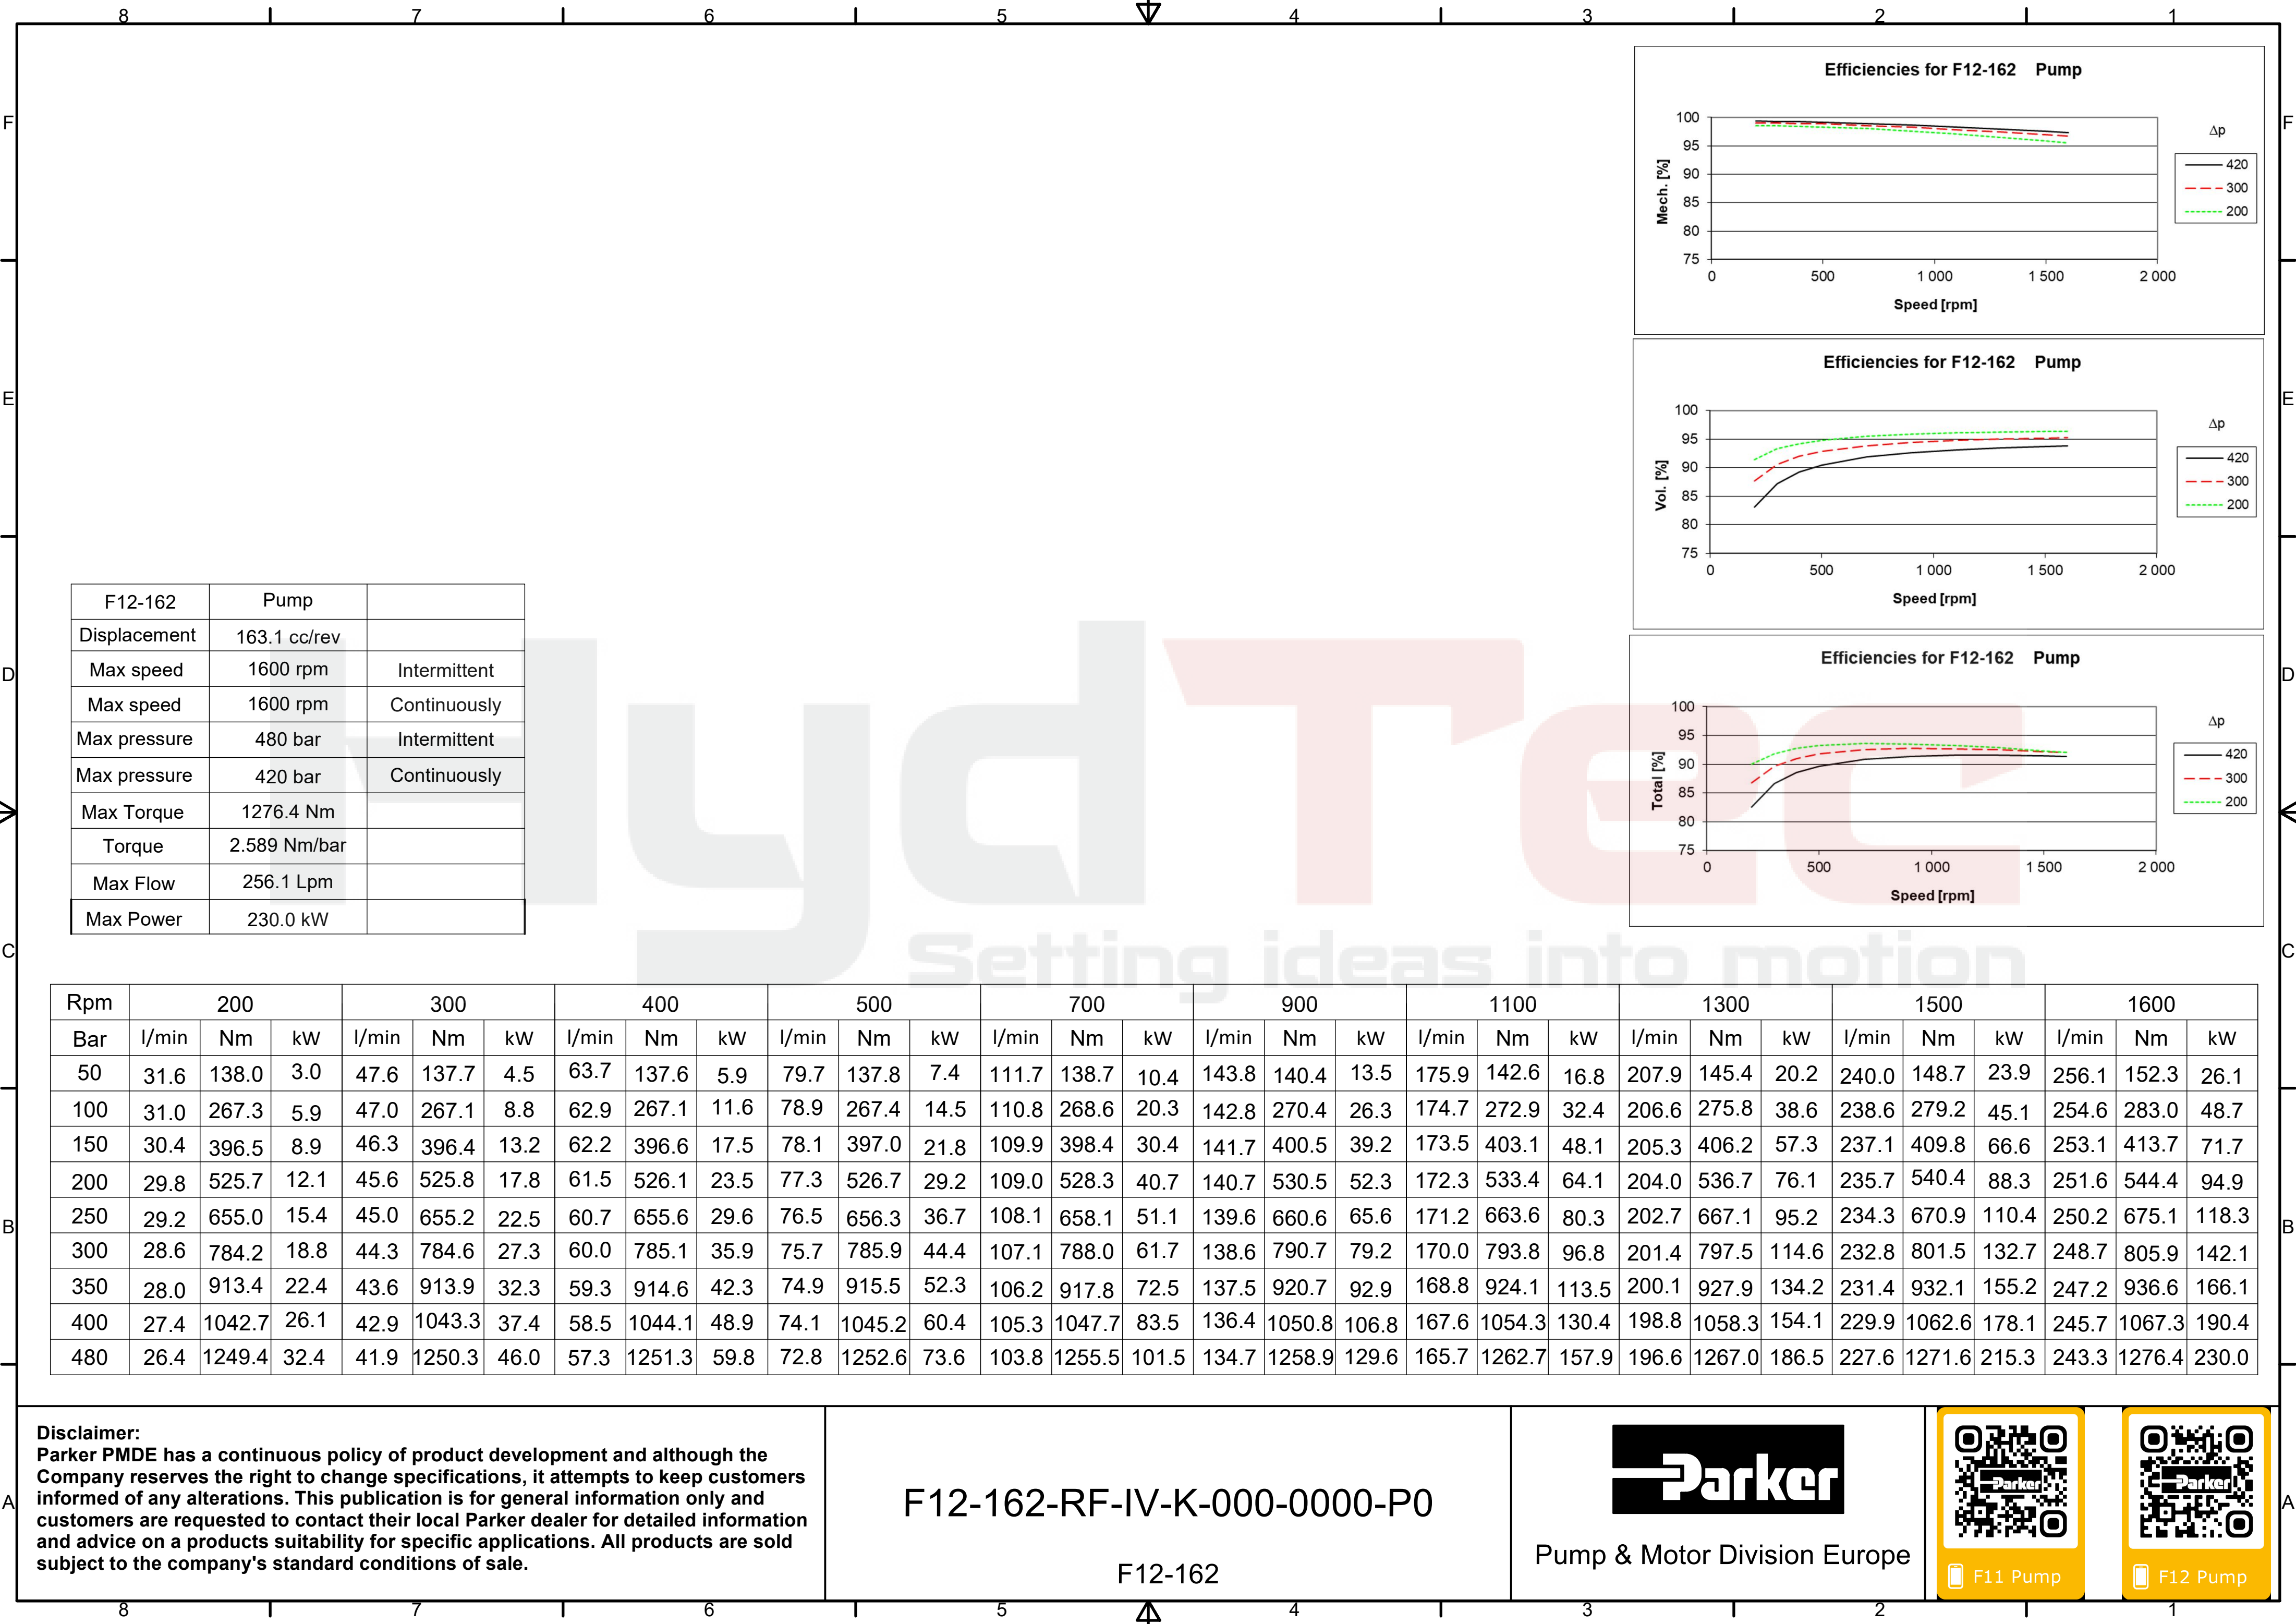 8 7 6 5 4 3 2 1
F F
E E
D D
C C
B B
A A
Efficiencies for F12-162 Pump
100
95
90
85
80
75
Mech. [%]
0 500 1 000 1 500 2 000
Speed [rpm]
Δp
420
300
200
Efficiencies for F12-162 Pump
100
95
90
85
80
75
Vol. [%]
0 500 1 000 1 500 2 000
Speed [rpm]
Δp
420
300
200
Efficiencies for F12-162 Pump
100
95
90
85
80
75
Total [%]
0 500 1 000 1 500 2 000
Speed [rpm]
Δp
420
300
200
F12-162 Pump
Displacement 163.1 cc/rev
Max speed 1600 rpm Intermittent
Max speed 1600 rpm Continuously
Max pressure 480 bar Intermittent
Max pressure 420 bar Continuously
Max Torque 1276.4 Nm
Torque 2.589 Nm/bar
Max Flow 256.1 Lpm
Max Power 230.0 kW
HydTec
Setting ideas into motion
Rpm 200 300 400 500 700 900 1100 1300 1500 1600
Bar l/min Nm kW l/min Nm kW l/min Nm kW l/min Nm kW l/min Nm kW l/min Nm kW l/min Nm kW l/min Nm kW l/min Nm kW l/min Nm kW
50 31.6 138.0 3.0 47.6 137.7 4.5 63.7 137.6 5.9 79.7 137.8 7.4 111.7 138.7 10.4 143.8 140.4 13.5 175.9 142.6 16.8 207.9 145.4 20.2 240.0 148.7 23.9 256.1 152.3 26.1
100 31.0 267.3 5.9 47.0 267.1 8.8 62.9 267.1 11.6 78.9 267.4 14.5 110.8 268.6 20.3 142.8 270.4 26.3 174.7 272.9 32.4 206.6 275.8 38.6 238.6 279.2 45.1 254.6 283.0 48.7
150 30.4 396.5 8.9 46.3 396.4 13.2 62.2 396.6 17.5 78.1 397.0 21.8 109.9 398.4 30.4 141.7 400.5 39.2 173.5 403.1 48.1 205.3 406.2 57.3 237.1 409.8 66.6 253.1 413.7 71.7
200 29.8 525.7 12.1 45.6 525.8 17.8 61.5 526.1 23.5 77.3 526.7 29.2 109.0 528.3 40.7 140.7 530.5 52.3 172.3 533.4 64.1 204.0 536.7 76.1 235.7 540.4 88.3 251.6 544.4 94.9
250 29.2 655.0 15.4 45.0 655.2 22.5 60.7 655.6 29.6 76.5 656.3 36.7 108.1 658.1 51.1 139.6 660.6 65.6 171.2 663.6 80.3 202.7 667.1 95.2 234.3 670.9 110.4 250.2 675.1 118.3
300 28.6 784.2 18.8 44.3 784.6 27.3 60.0 785.1 35.9 75.7 785.9 44.4 107.1 788.0 61.7 138.6 790.7 79.2 170.0 793.8 96.8 201.4 797.5 114.6 232.8 801.5 132.7 248.7 805.9 142.1
350 28.0 913.4 22.4 43.6 913.9 32.3 59.3 914.6 42.3 74.9 915.5 52.3 106.2 917.8 72.5 137.5 920.7 92.9 168.8 924.1 113.5 200.1 927.9 134.2 231.4 932.1 155.2 247.2 936.6 166.1
400 27.4 1042.7 26.1 42.9 1043.3 37.4 58.5 1044.1 48.9 74.1 1045.2 60.4 105.3 1047.7 83.5 136.4 1050.8 106.8 167.6 1054.3 130.4 198.8 1058.3 154.1 229.9 1062.6 178.1 245.7 1067.3 190.4
480 26.4 1249.4 32.4 41.9 1250.3 46.0 57.3 1251.3 59.8 72.8 1252.6 73.6 103.8 1255.5 101.5 134.7 1258.9 129.6 165.7 1262.7 157.9 196.6 1267.0 186.5 227.6 1271.6 215.3 243.3 1276.4 230.0
Disclaimer:
Parker PMDE has a continuous policy of product development and although the
Company reserves the right to change specifications, it attempts to keep customers
informed of any alterations. This publication is for general information only and
customers are requested to contact their local Parker dealer for detailed information
and advice on a products suitability for specific applications. All products are sold
subject to the company's standard conditions of sale.
F12-162-RF-IV-K-000-0000-P0
F12-162
Parker
Pump & Motor Division Europe
Parker
F11 Pump
Parker
F12 Pump
8 7 6 5 4 3 2 1